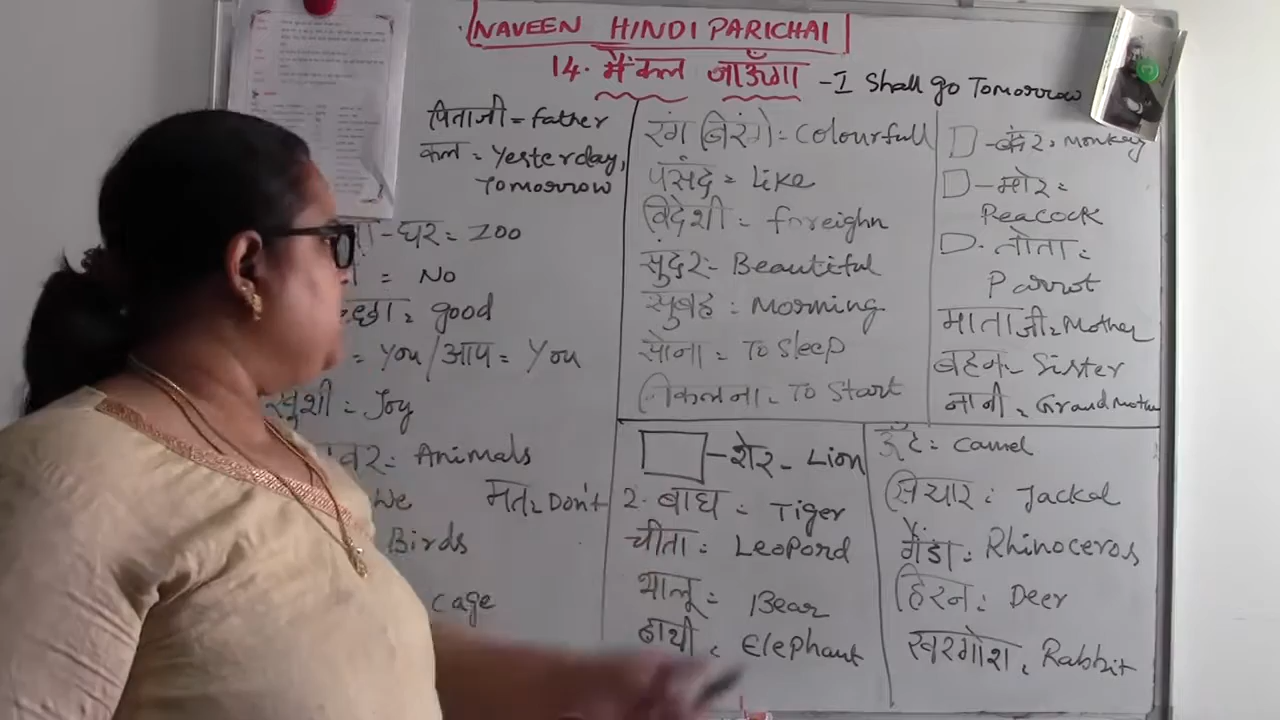 NAVEEN HINDI PARICHAI
14. मैं कल जाऊँगा - I Shall go Tomorrow
पिताजी = Father
कल = Yesterday,
Tomorrow
-घर = Zoo
= No
= good
= You / आप = You
खुशी = Joy
: Animals
We मत = Don't
Birds
cage
रंग बिरंगे = Colourfull
पसंद = Like
विदेशी = foreighn
सुंदर = Beautiful
सुबह = Morning
सोना = To Sleep
निकलना = To Start
- बंदर = Monkey
- मोर =
Peacock
- तोता =
Parrot
माताजी = Mother
बहन - Sister
नानी = GrandMother
- शेर - Lion
2. बाघ = Tiger
चीता = Leopord
भालू = Bear
हाथी = Elephant
ऊँट = Camel
सियार = Jackal
गैंडा = Rhinoceros
हिरन = Deer
खरगोश = Rabbit